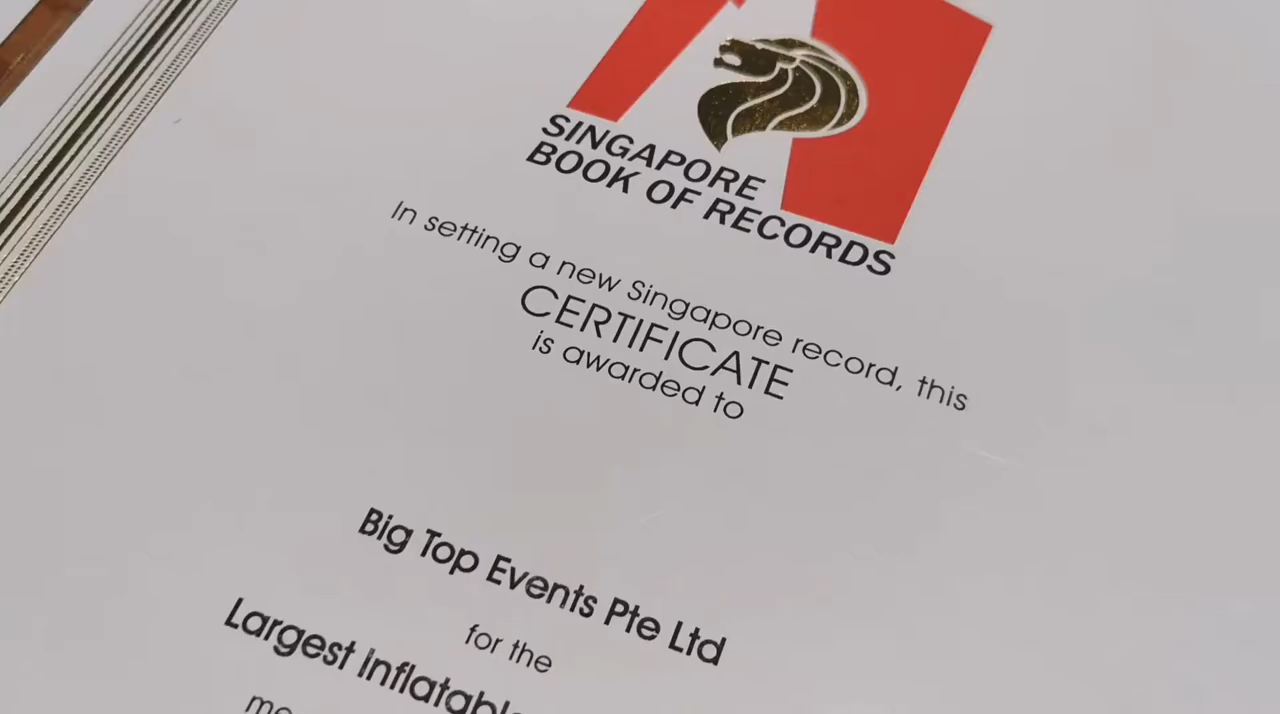 SINGAPORE
BOOK OF RECORDS
In setting a new Singapore record, this
CERTIFICATE
is awarded to
Big Top Events Pte Ltd
for the
Largest Inflatable